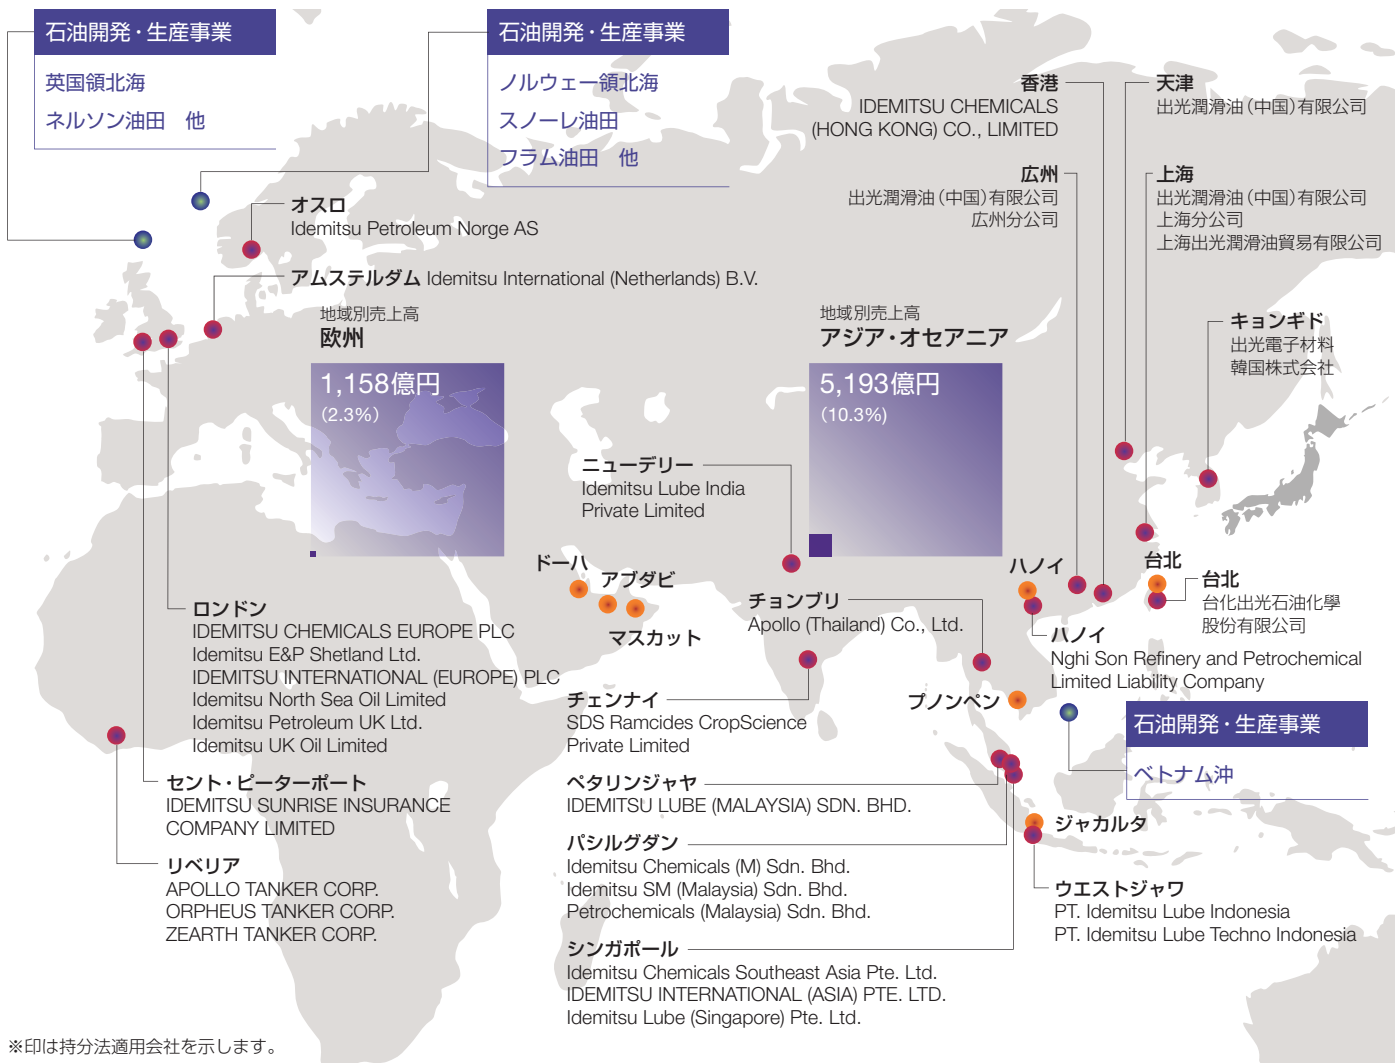 石油開発・生産事業
英国領北海
ネルソン油田　他
石油開発・生産事業
ノルウェー領北海
スノーレ油田
フラム油田　他
香港
IDEMITSU CHEMICALS
(HONG KONG) CO., LIMITED
天津
出光潤滑油（中国）有限公司
広州
出光潤滑油（中国）有限公司
広州分公司
上海
出光潤滑油（中国）有限公司
上海分公司
上海出光潤滑油貿易有限公司
オスロ
Idemitsu Petroleum Norge AS
アムステルダム Idemitsu International (Netherlands) B.V.
地域別売上高
欧州
1,158億円
（2.3%）
地域別売上高
アジア・オセアニア
5,193億円
（10.3%）
キョンギド
出光電子材料
韓国株式会社
ニューデリー
Idemitsu Lube India
Private Limited
ドーハ
アブダビ
マスカット
チョンブリ
Apollo (Thailand) Co., Ltd.
ハノイ
台北
台北
台化出光石油化學
股份有限公司
ハノイ
Nghi Son Refinery and Petrochemical
Limited Liability Company
ロンドン
IDEMITSU CHEMICALS EUROPE PLC
Idemitsu E&P Shetland Ltd.
IDEMITSU INTERNATIONAL (EUROPE) PLC
Idemitsu North Sea Oil Limited
Idemitsu Petroleum UK Ltd.
Idemitsu UK Oil Limited
チェンナイ
SDS Ramcides CropScience
Private Limited
プノンペン
石油開発・生産事業
ベトナム沖
セント・ピーターポート
IDEMITSU SUNRISE INSURANCE
COMPANY LIMITED
ペタリンジャヤ
IDEMITSU LUBE (MALAYSIA) SDN. BHD.
ジャカルタ
パシルグダン
Idemitsu Chemicals (M) Sdn. Bhd.
Idemitsu SM (Malaysia) Sdn. Bhd.
Petrochemicals (Malaysia) Sdn. Bhd.
リベリア
APOLLO TANKER CORP.
ORPHEUS TANKER CORP.
ZEARTH TANKER CORP.
ウエストジャワ
PT. Idemitsu Lube Indonesia
PT. Idemitsu Lube Techno Indonesia
シンガポール
Idemitsu Chemicals Southeast Asia Pte. Ltd.
IDEMITSU INTERNATIONAL (ASIA) PTE. LTD.
Idemitsu Lube (Singapore) Pte. Ltd.
※印は持分法適用会社を示します。